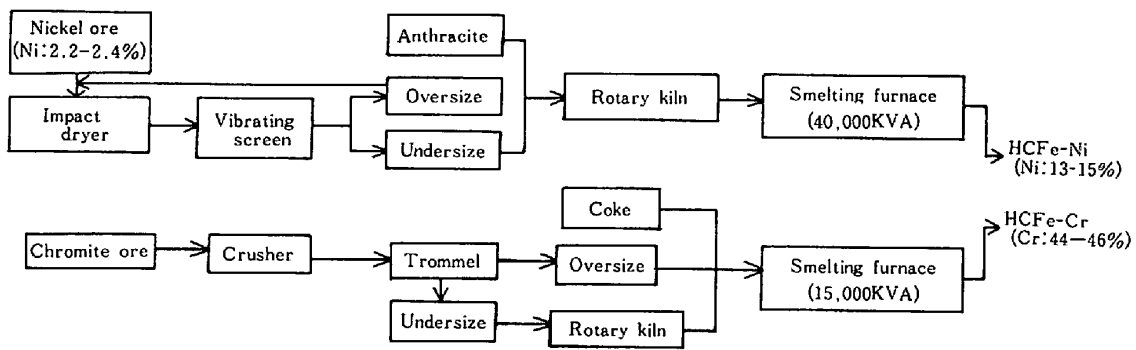 Nickel ore
(Ni:2.2-2.4%)
Anthracite
Oversize
Impact
dryer
Vibrating
screen
Undersize
Rotary kiln
Smelting furnace
(40,000KVA)
HCFe-Ni
(Ni:13-15%)
Coke
HCFe-Cr
(Cr:44-46%)
Chromite ore
Crusher
Trommel
Oversize
Smelting furnace
(15,000KVA)
Undersize
Rotary kiln